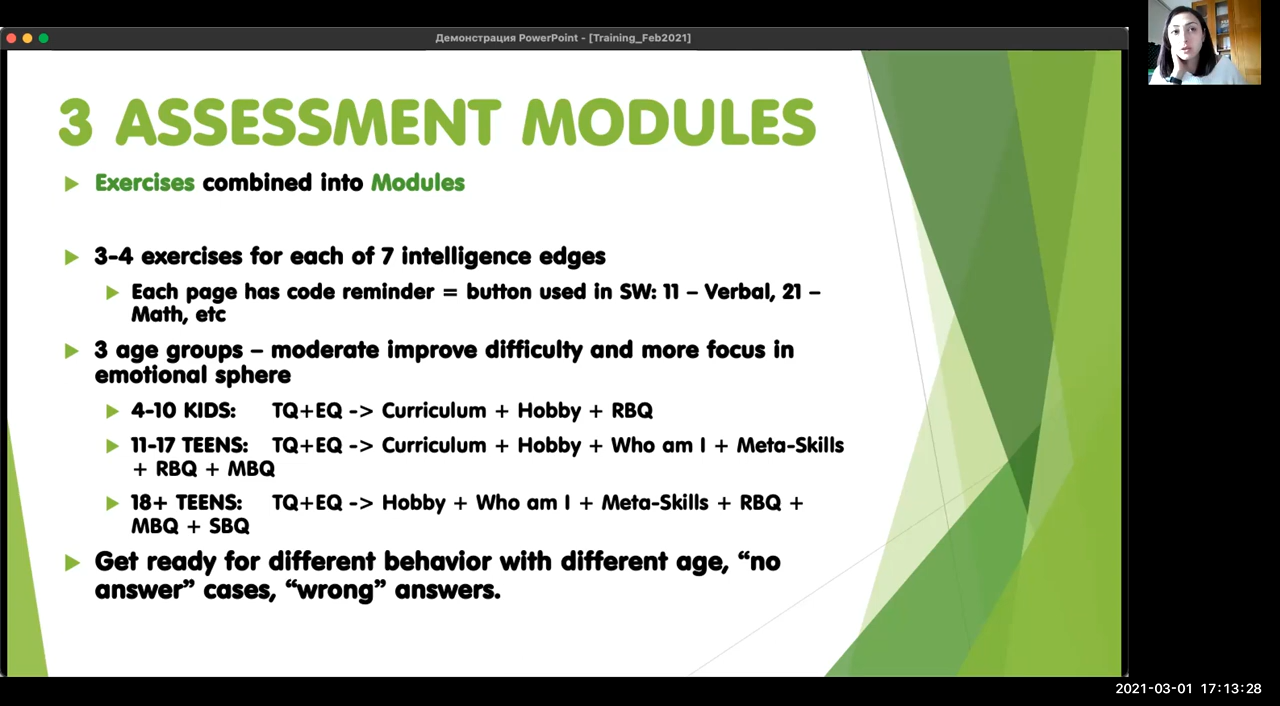 Демонстрация PowerPoint - [Training_Feb2021]
3 ASSESSMENT MODULES
Exercises combined into Modules
3-4 exercises for each of 7 intelligence edges
Each page has code reminder = button used in SW: 11 – Verbal, 21 –
Math, etc
3 age groups – moderate improve difficulty and more focus in
emotional sphere
4-10 KIDS: TQ+EQ -> Curriculum + Hobby + RBQ
11-17 TEENS: TQ+EQ -> Curriculum + Hobby + Who am I + Meta-Skills
+ RBQ + MBQ
18+ TEENS: TQ+EQ -> Hobby + Who am I + Meta-Skills + RBQ +
MBQ + SBQ
Get ready for different behavior with different age, “no
answer” cases, “wrong” answers.
2021-03-01 17:13:28